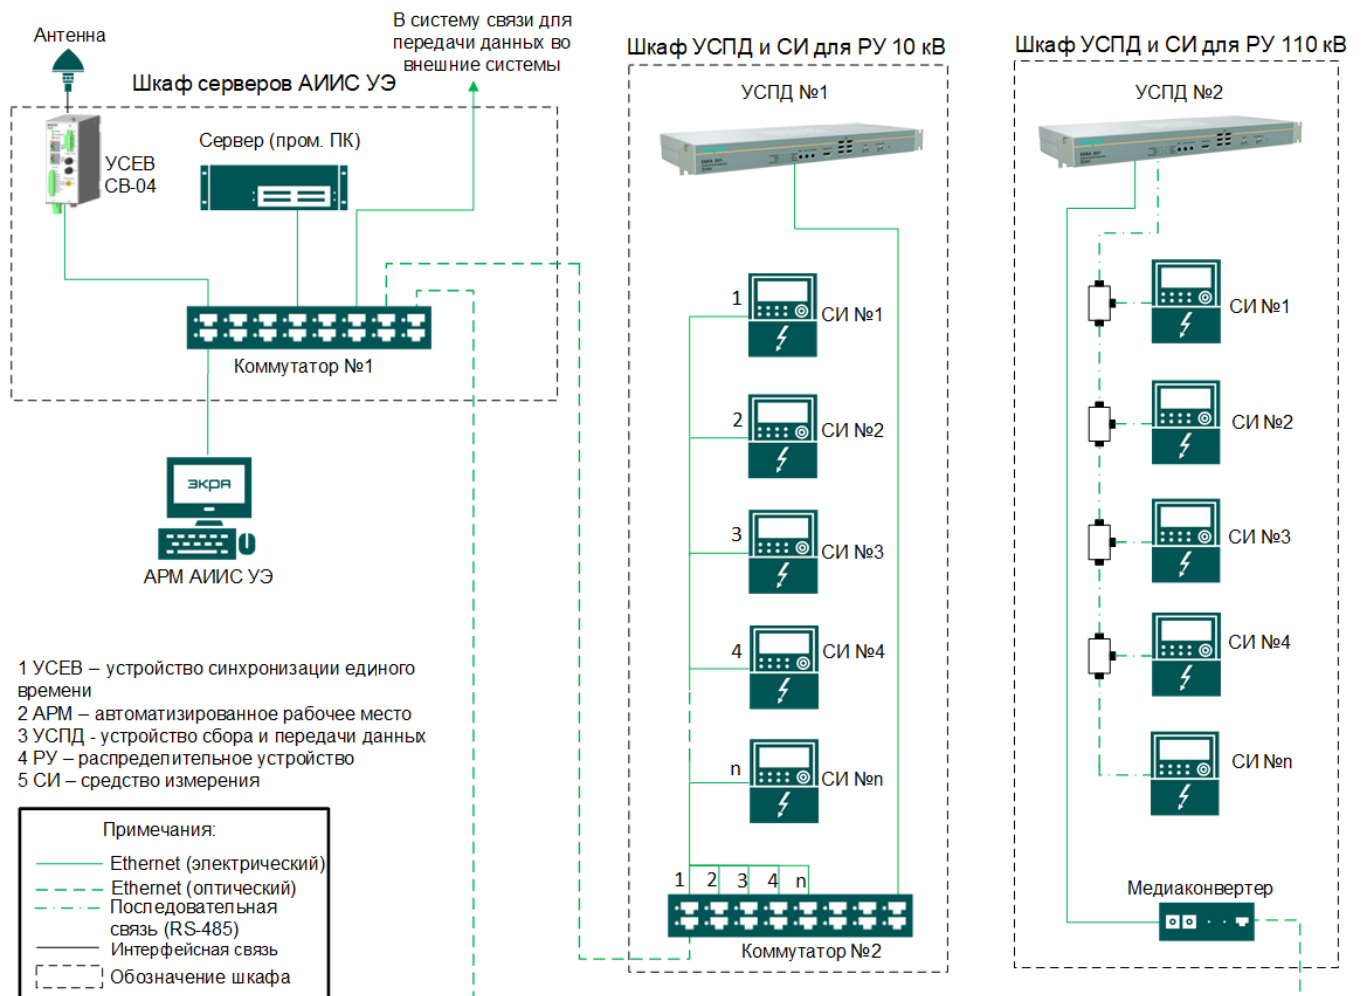 Антенна
В систему связи для
передачи данных во
внешние системы
Шкаф серверов АИИС УЭ
УСЕВ
СВ-04
Сервер (пром. ПК)
Коммутатор №1
ЭКРА
АРМ АИИС УЭ
1 УСЕВ – устройство синхронизации единого
времени
2 АРМ – автоматизированное рабочее место
3 УСПД - устройство сбора и передачи данных
4 РУ – распределительное устройство
5 СИ – средство измерения
Примечания:
Ethernet (электрический)
Ethernet (оптический)
Последовательная
связь (RS-485)
Интерфейсная связь
Обозначение шкафа
Шкаф УСПД и СИ для РУ 10 кВ
УСПД №1
1
СИ №1
2
СИ №2
3
СИ №3
4
СИ №4
n
СИ №n
1 2 3 4 n
Коммутатор №2
Шкаф УСПД и СИ для РУ 110 кВ
УСПД №2
СИ №1
СИ №2
СИ №3
СИ №4
СИ №n
Медиаконвертер